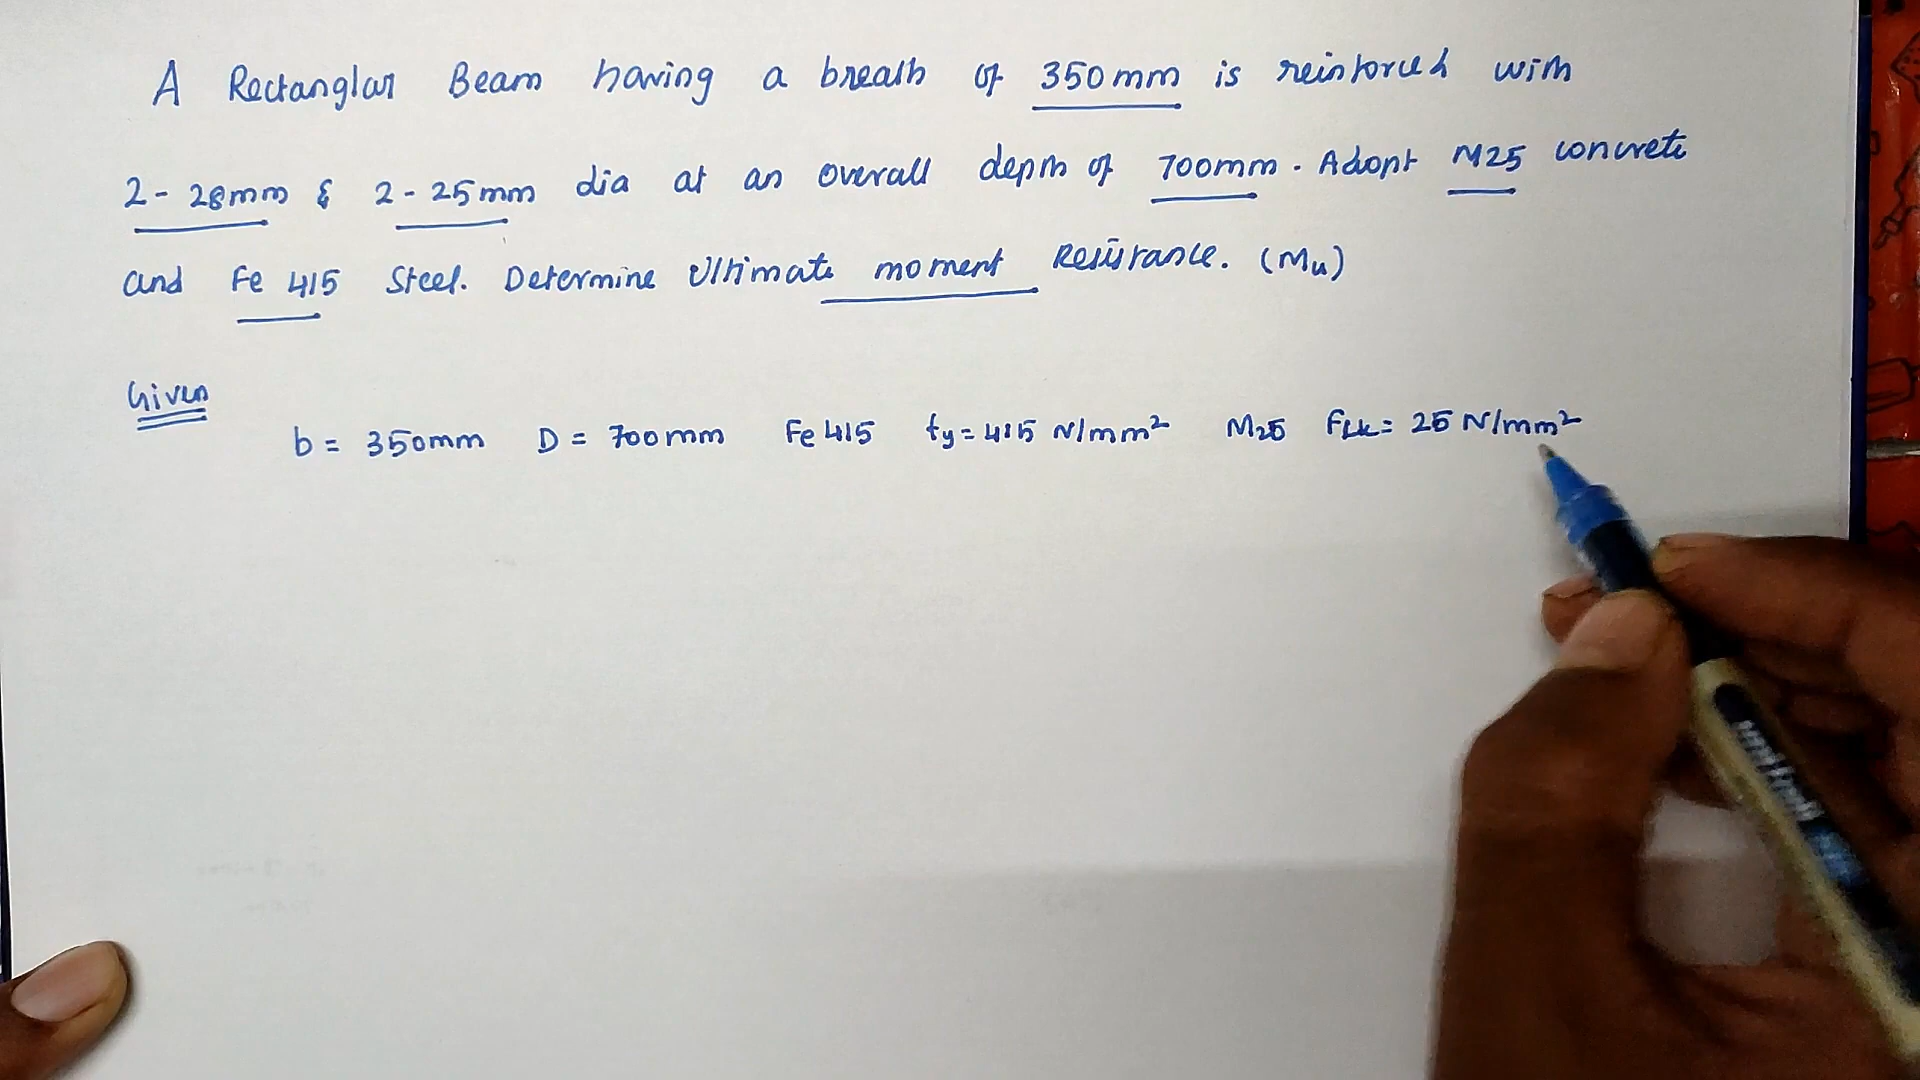 A Rectanglar Beam having a breath of 350mm is reinforced with
2 - 28mm & 2 - 25mm dia at an overall depth of 700mm. Adopt M25 concrete
and Fe 415 Steel. Determine Ultimate moment Resistance. (Mu)
Given
b = 350mm D = 700mm Fe 415 fy = 415 N/mm² M25 Fck = 25 N/mm²